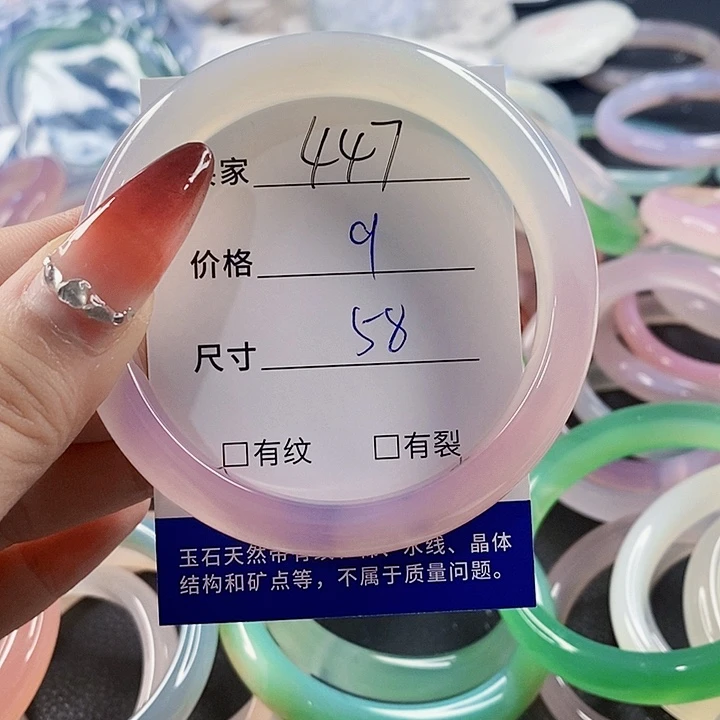 家 447
价格 9
尺寸 58
□有纹 □有裂
玉石天然带有 水线、晶体
结构和矿点等，不属于质量问题。